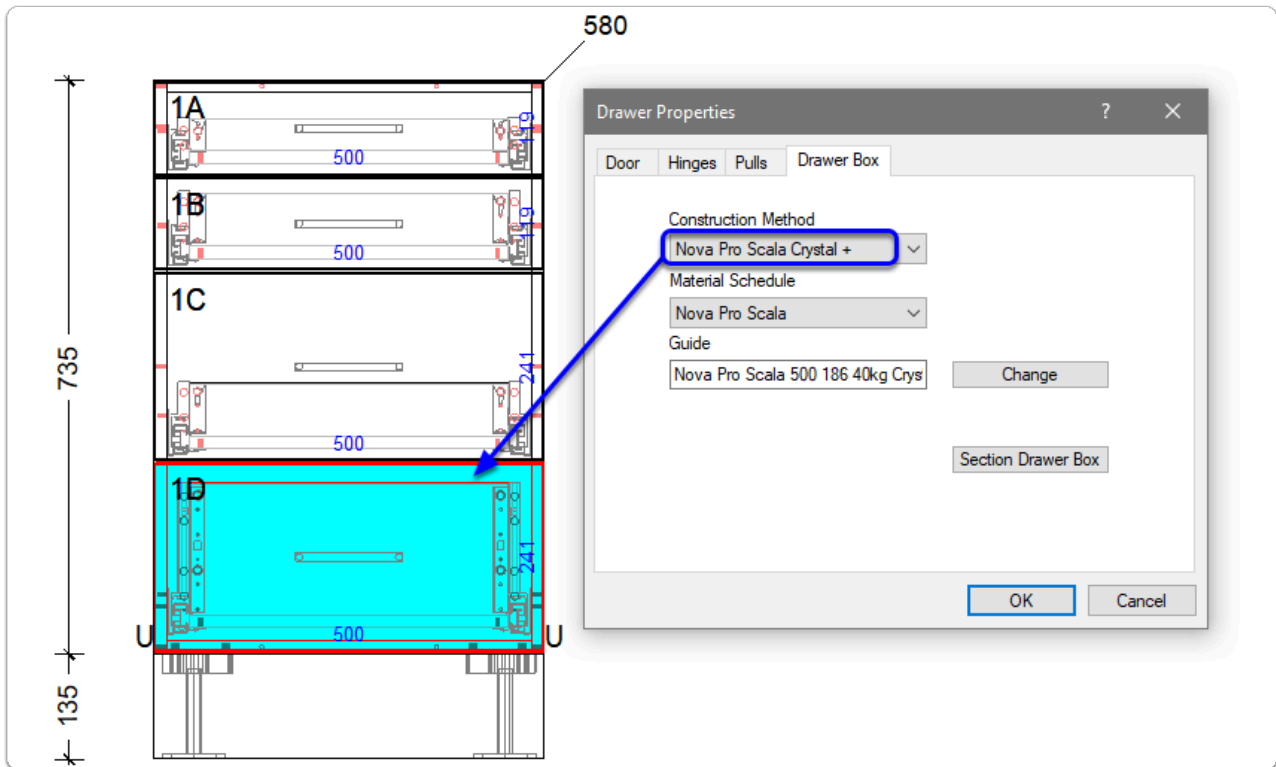 580
1A
119
500
1B
119
500
1C
241
500
735
1D
241
U
500
U
135
Drawer Properties
? X
Door Hinges Pulls Drawer Box
Construction Method
Nova Pro Scala Crystal +
Material Schedule
Nova Pro Scala
Guide
Nova Pro Scala 500 186 40kg Crys
Change
Section Drawer Box
OK Cancel